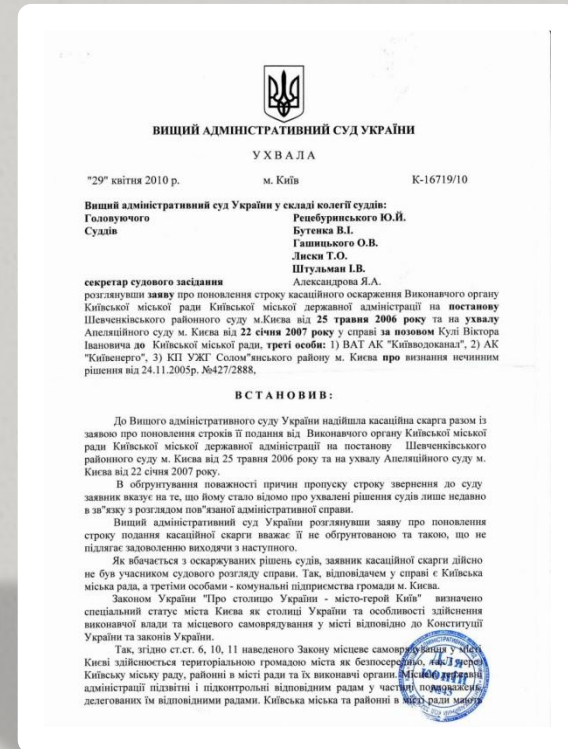 ВИЩИЙ АДМІНІСТРАТИВНИЙ СУД УКРАЇНИ
УХВАЛА
"29" квітня 2010 р. м. Київ К-16719/10
Вищий адміністративний суд України у складі колегії суддів:
Головуючого Рецебуринського Ю.Й.
Суддів Бутенка В.І.
Гашицького О.В.
Лиски Т.О.
Штульман І.В.
секретар судового засідання Александрова Я.А.
розглянувши заяву про поновлення строку касаційного оскарження Виконавчого органу
Київської міської ради Київської міської державної адміністрації на постанову
Шевченківського районного суду м.Києва від 25 травня 2006 року та на ухвалу
Апеляційного суду м. Києва від 22 січня 2007 року у справі за позовом Кулі Віктора
Івановича до Київської міської ради, треті особи: 1) ВАТ АК "Київводоканал", 2) АК
"Київенерго", 3) КП УЖГ Солом"янського району м. Києва про визнання нечинним
рішення від 24.11.2005р. №427/2888,
ВСТАНОВИВ:
До Вищого адміністративного суду України надійшла касаційна скарга разом із
заявою про поновлення строків її подання від Виконавчого органу Київської міської
ради Київської міської державної адміністрації на постанову Шевченківського
районного суду м. Києва від 25 травня 2006 року та на ухвалу Апеляційного суду м.
Києва від 22 січня 2007 року.
В обґрунтування поважності причин пропуску строку звернення до суду
заявник вказує на те, що йому стало відомо про ухвалені рішення судів лише недавно
в зв"язку з розглядом пов"язаної адміністративної справи.
Вищий адміністративний суд України розглянувши заяву про поновлення
строку подання касаційної скарги вважає її не обґрунтованою та такою, що не
підлягає задоволенню виходячи з наступного.
Як вбачається з оскаржуваних рішень судів, заявник касаційної скарги дійсно
не був учасником судового розгляду справи. Так, відповідачем у справі є Київська
міська рада, а третіми особами - комунальні підприємства громади м. Києва.
Законом України "Про столицю України - місто-герой Київ" визначено
спеціальний статус міста Києва як столиці України та особливості здійснення
виконавчої влади та місцевого самоврядування у місті відповідно до Конституції
України та законів України.
Так, згідно ст.ст. 6, 10, 11 наведеного Закону місцеве самоврядування у місті
Києві здійснюється територіальною громадою міста як безпосередньо, так і через
Київську міську раду, районні в місті ради та їх виконавчі органи. Місцеві державні
адміністрації підзвітні і підконтрольні відповідним радам у частині повноважень,
делегованих їм відповідними радами. Київська міська та районні в місті ради мають
Для
копій
№43